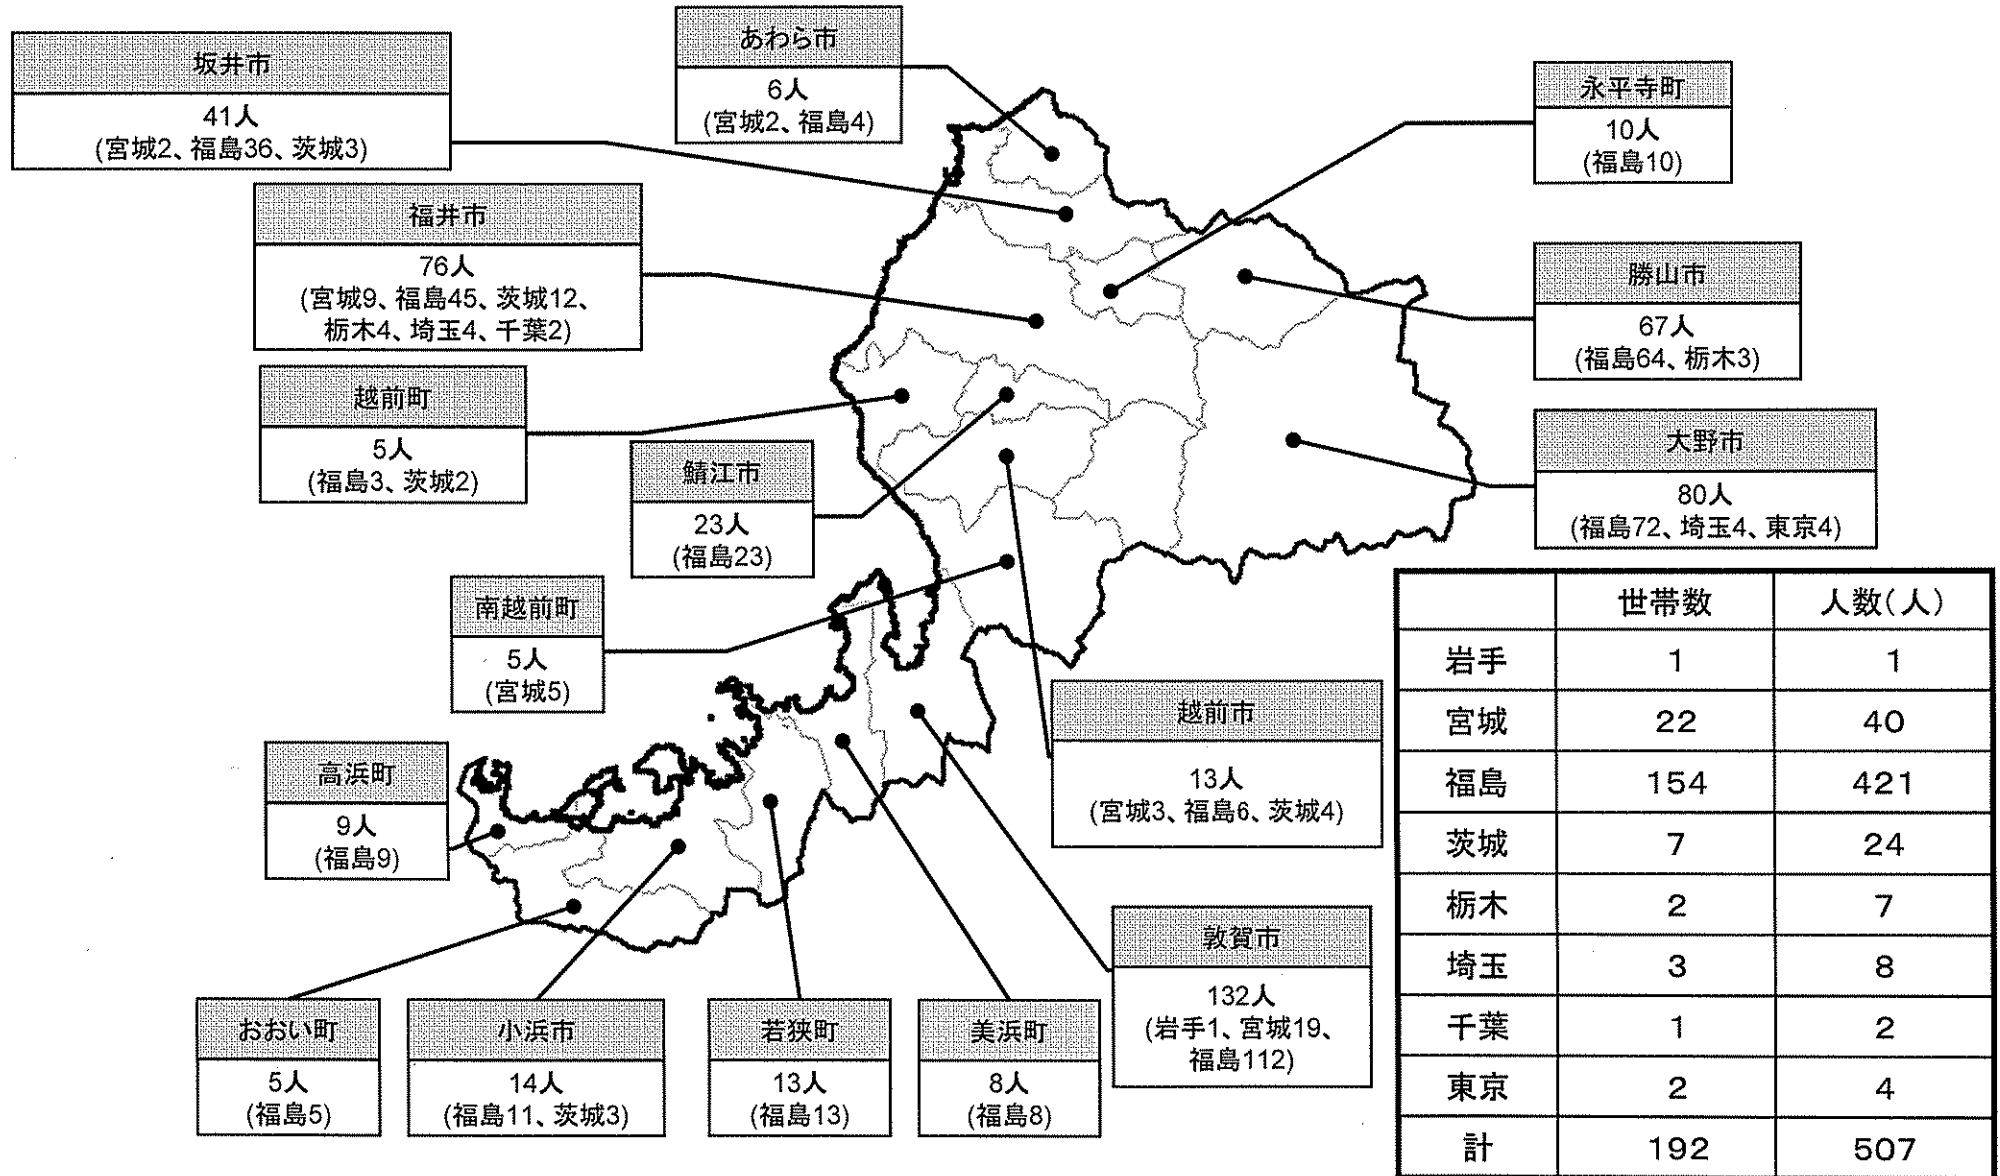 あわら市
6人
(宮城2、福島4)
坂井市
41人
(宮城2、福島36、茨城3)
永平寺町
10人
(福島10)
福井市
76人
(宮城9、福島45、茨城12、
栃木4、埼玉4、千葉2)
勝山市
67人
(福島64、栃木3)
越前町
5人
(福島3、茨城2)
鯖江市
23人
(福島23)
大野市
80人
(福島72、埼玉4、東京4)
南越前町
5人
(宮城5)
越前市
13人
(宮城3、福島6、茨城4)
高浜町
9人
(福島9)
敦賀市
132人
(岩手1、宮城19、
福島112)
おおい町
5人
(福島5)
小浜市
14人
(福島11、茨城3)
若狭町
13人
(福島13)
美浜町
8人
(福島8)
世帯数 人数(人)
岩手 1 1
宮城 22 40
福島 154 421
茨城 7 24
栃木 2 7
埼玉 3 8
千葉 1 2
東京 2 4
計 192 507